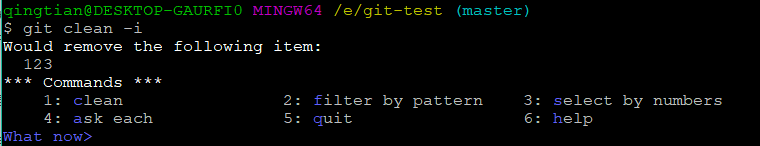 qingtian@DESKTOP-GAURFI0 MINGW64 /e/git-test (master)
$ git clean -i
Would remove the following item:
  123
*** Commands ***
    1: clean                2: filter by pattern    3: select by numbers
    4: ask each             5: quit                 6: help
What now>